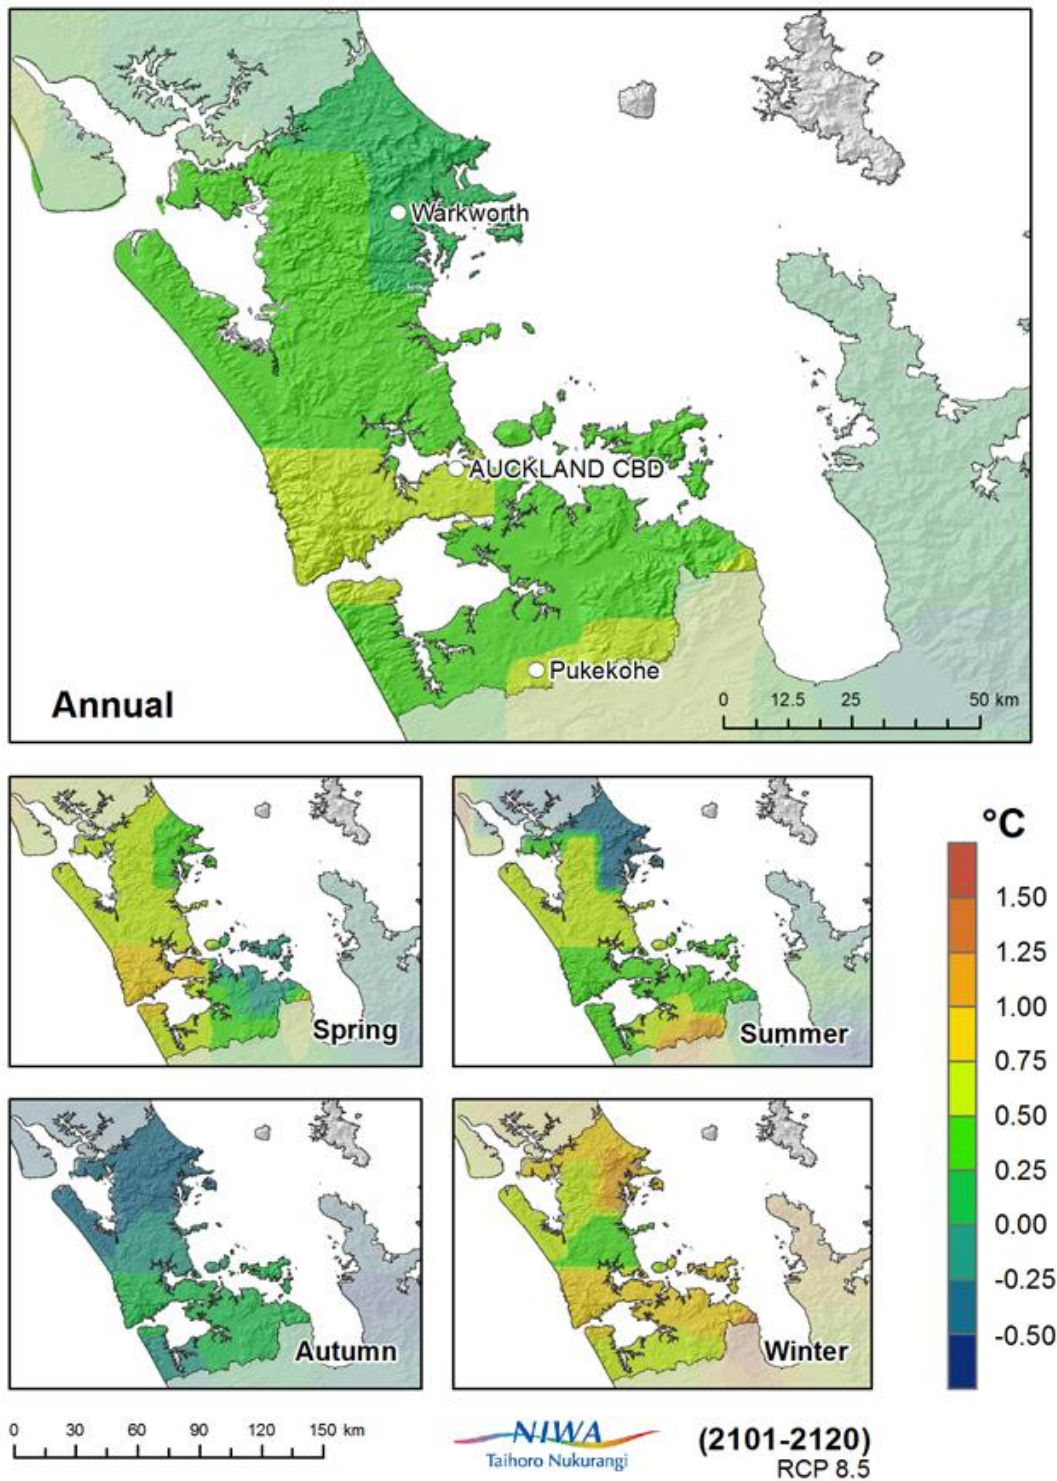 Warkworth
AUCKLAND CBD
Pukekohe
Annual
0 12.5 25 50 km
Spring
Summer
Autumn
Winter
°C
1.50
1.25
1.00
0.75
0.50
0.25
0.00
-0.25
-0.50
0 30 60 90 120 150 km
NIWA
Taihoro Nukurangi
(2101-2120)
RCP 8.5